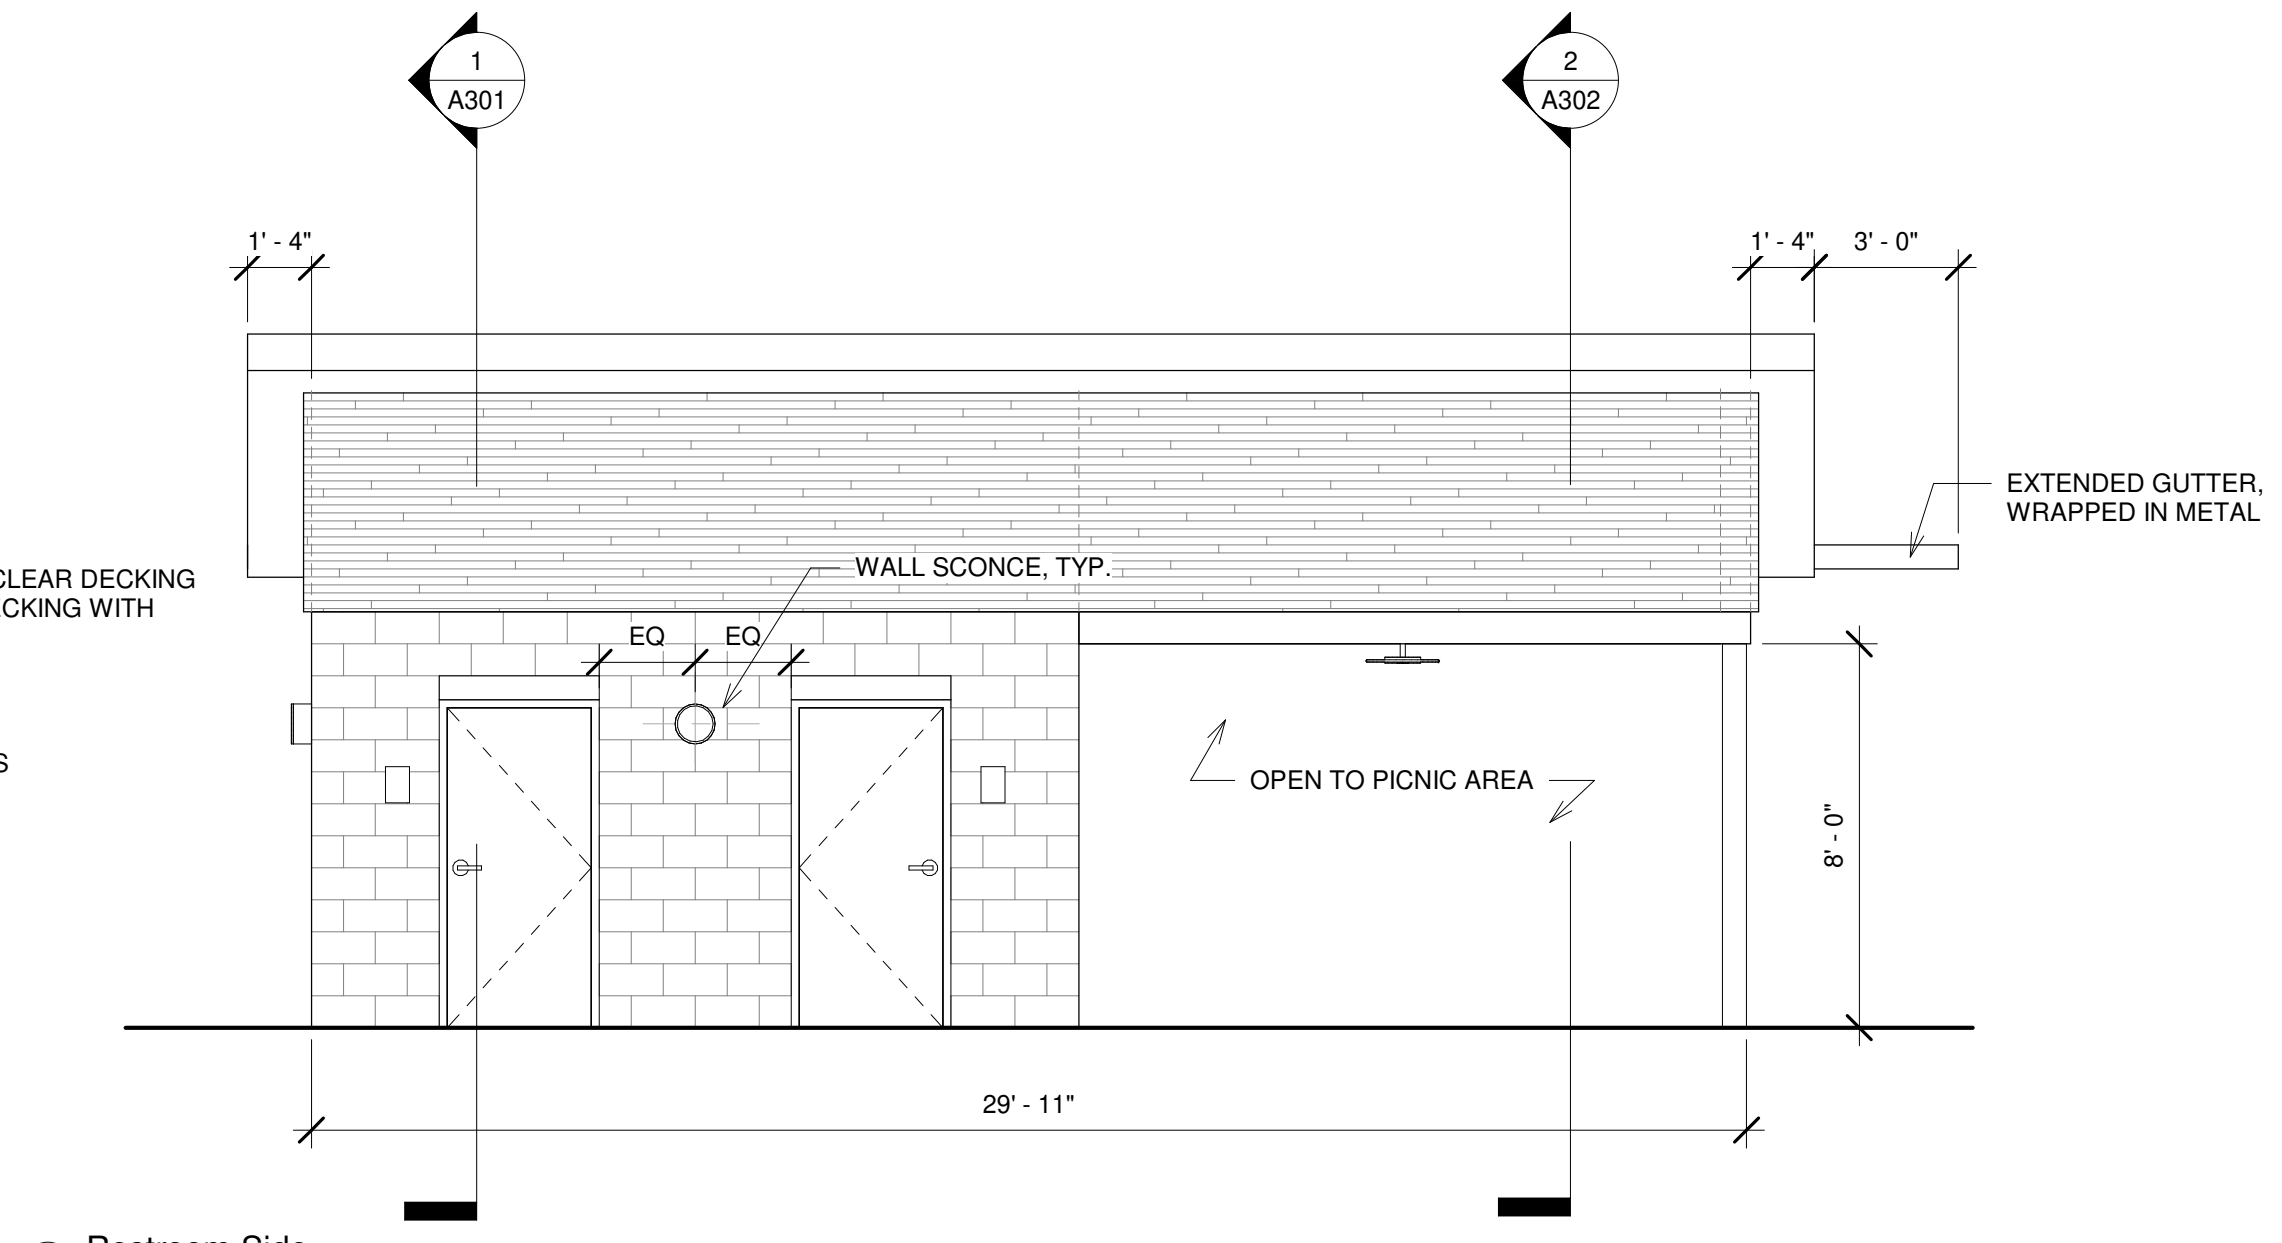 1
A301
2
A302
1' - 4"
1' - 4"
3' - 0"
EXTENDED GUTTER,
WRAPPED IN METAL
CLEAR DECKING
WITH
WALL SCONCE, TYP.
EQ
EQ
OPEN TO PICNIC AREA
8' - 0"
29' - 11"
Restroom Side